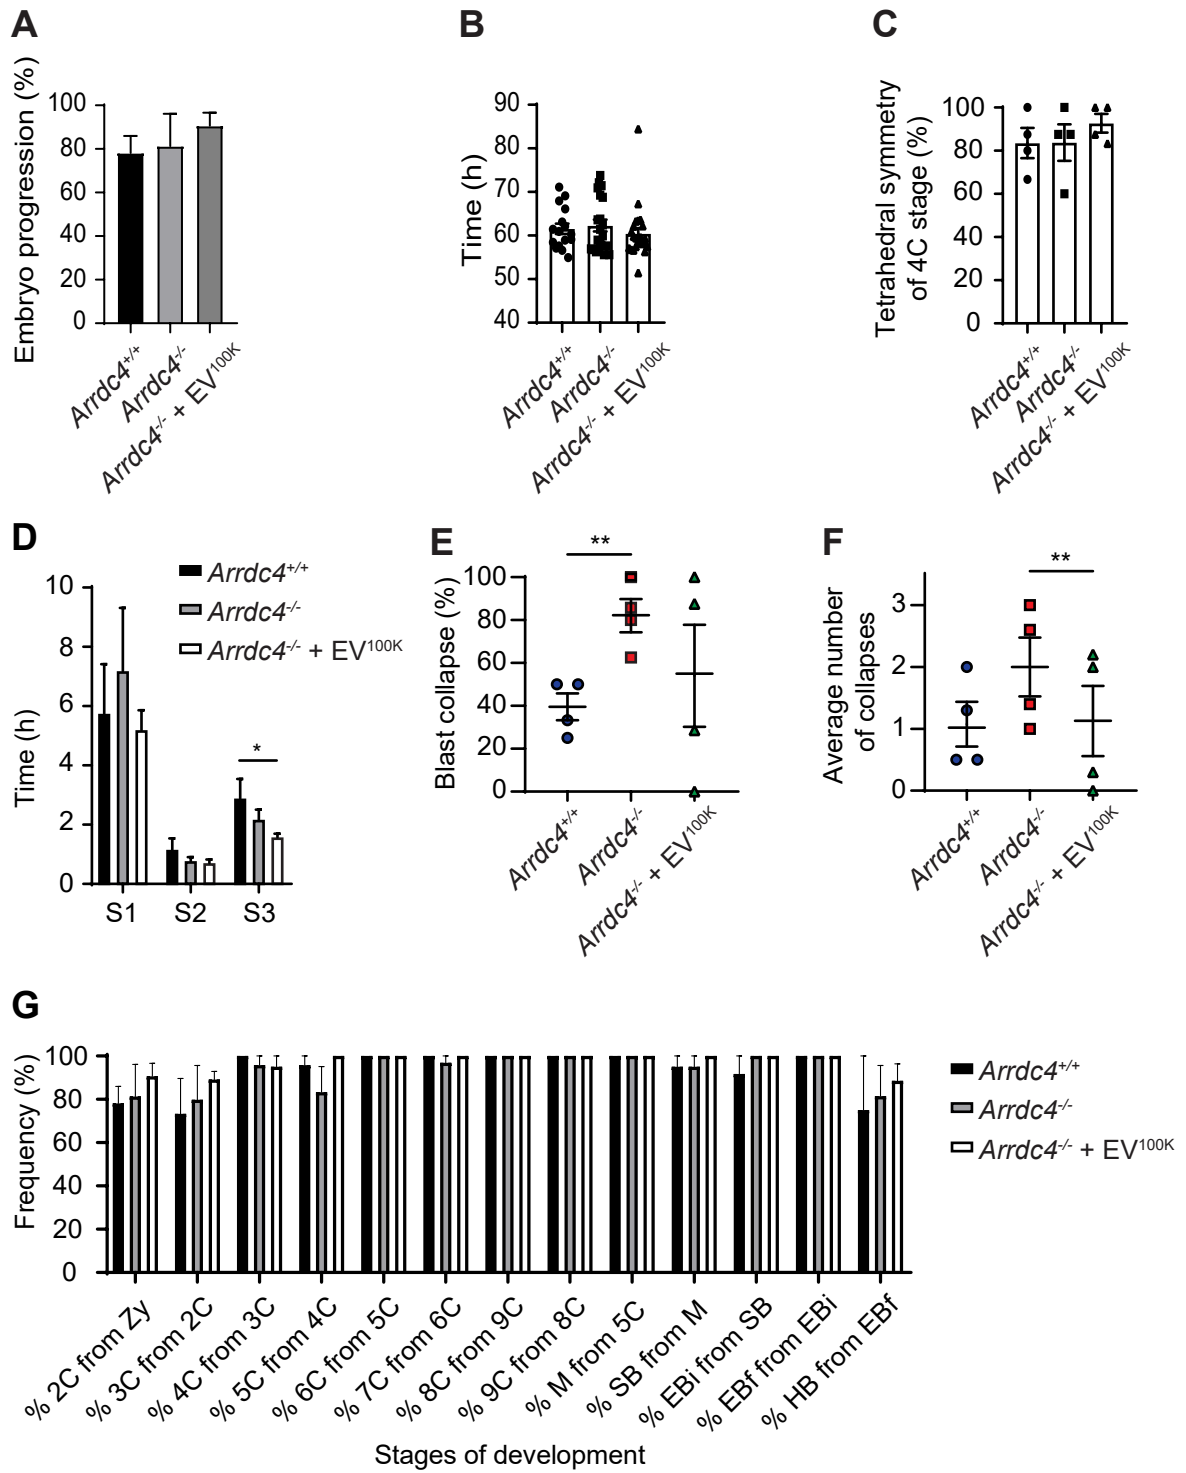 A
Embryo progression (%)
100
80
60
40
20
0
Arrdc4+/+
Arrdc4-/-
Arrdc4-/- + EV100K
B
Time (h)
90
80
70
60
50
40
Arrdc4+/+
Arrdc4-/-
Arrdc4-/- + EV100K
C
Tetrahedral symmetry
of 4C stage (%)
100
80
60
40
20
0
Arrdc4+/+
Arrdc4-/-
Arrdc4-/- + EV100K
D
Arrdc4+/+
Arrdc4-/-
Arrdc4-/- + EV100K
Time (h)
10
8
6
4
2
0
*
S1
S2
S3
E
Blast collapse (%)
**
100
80
60
40
20
0
Arrdc4+/+
Arrdc4-/-
Arrdc4-/- + EV100K
F
Average number
of collapses
**
3
2
1
0
Arrdc4+/+
Arrdc4-/-
Arrdc4-/- + EV100K
G
Frequency (%)
100
80
60
40
20
0
% 2C from Zy
% 3C from 2C
% 4C from 3C
% 5C from 4C
% 6C from 5C
% 7C from 6C
% 8C from 9C
% 9C from 8C
% M from 5C
% SB from M
% EBi from SB
% EBf from EBi
% HB from EBf
Stages of development
Arrdc4+/+
Arrdc4-/-
Arrdc4-/- + EV100K